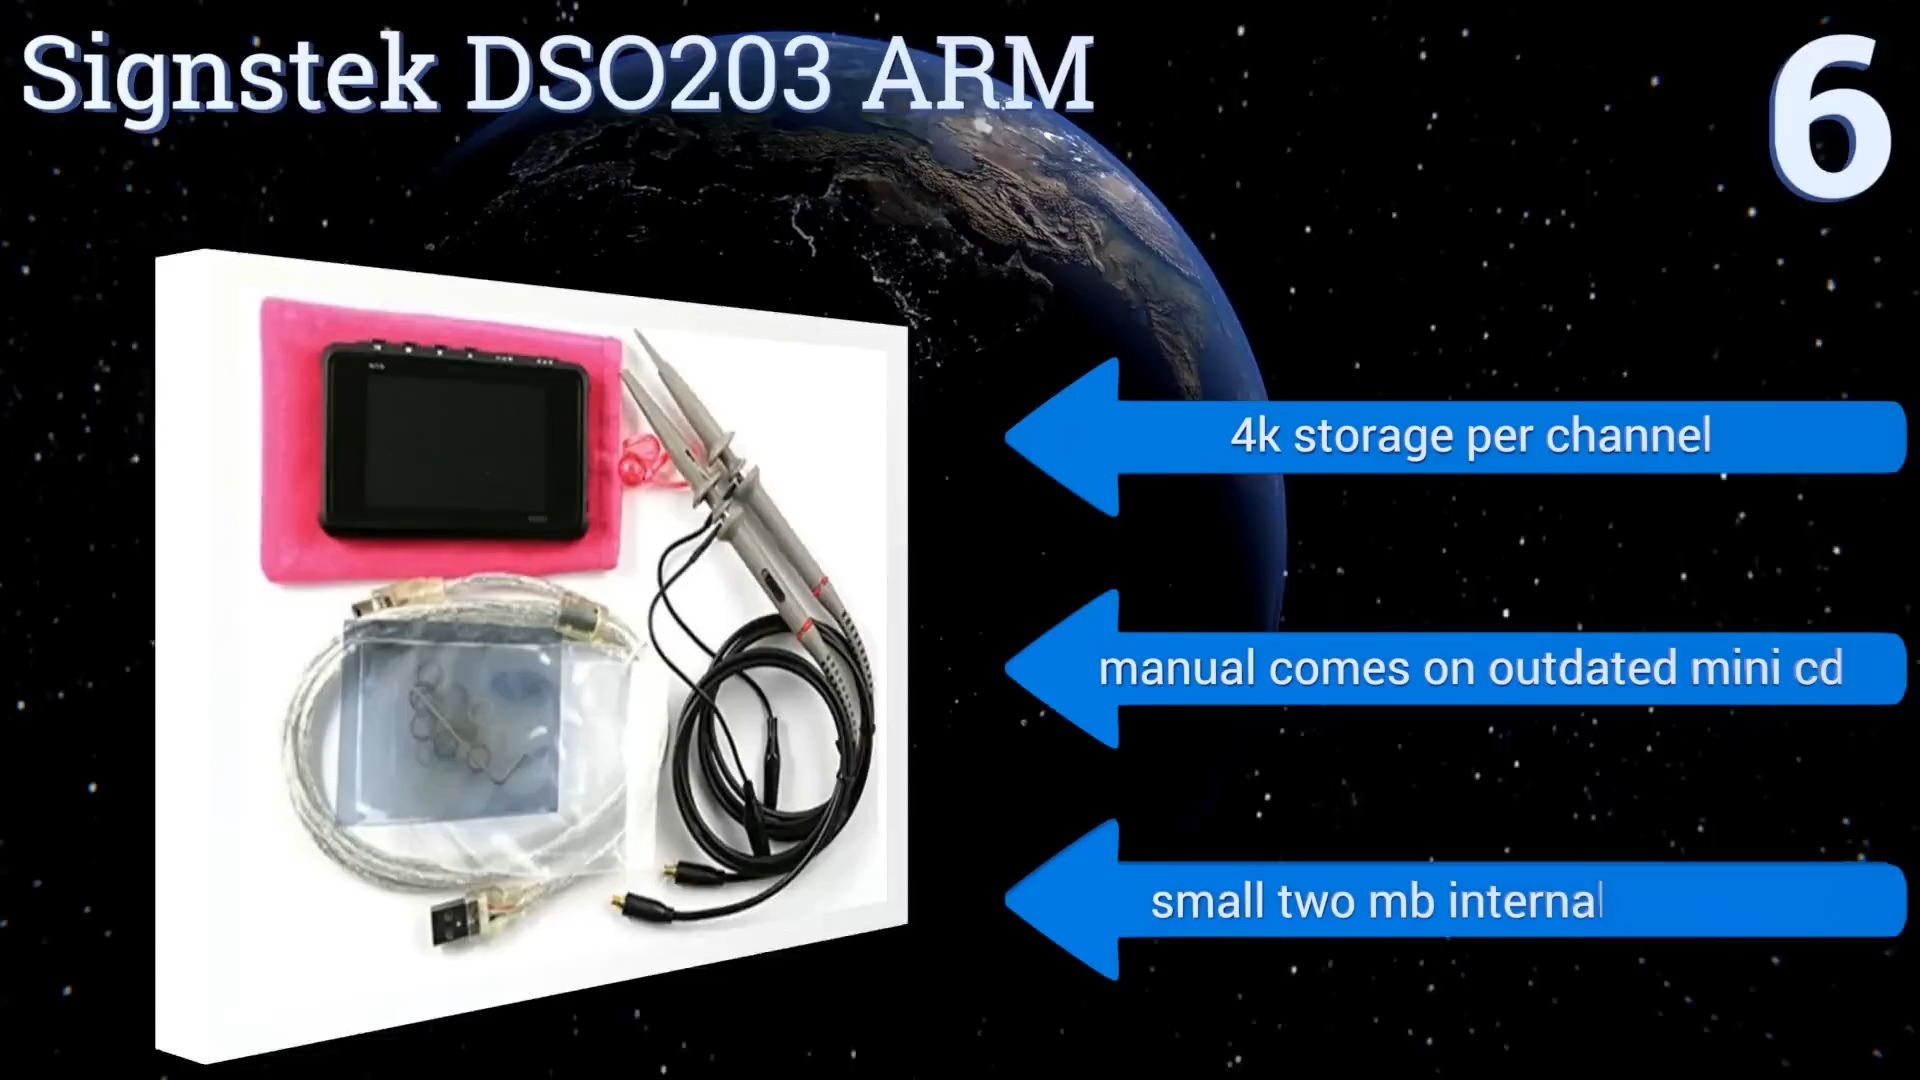 Signstek DSO203 ARM
6
4k storage per channel
manual comes on outdated mini cd
small two mb internal